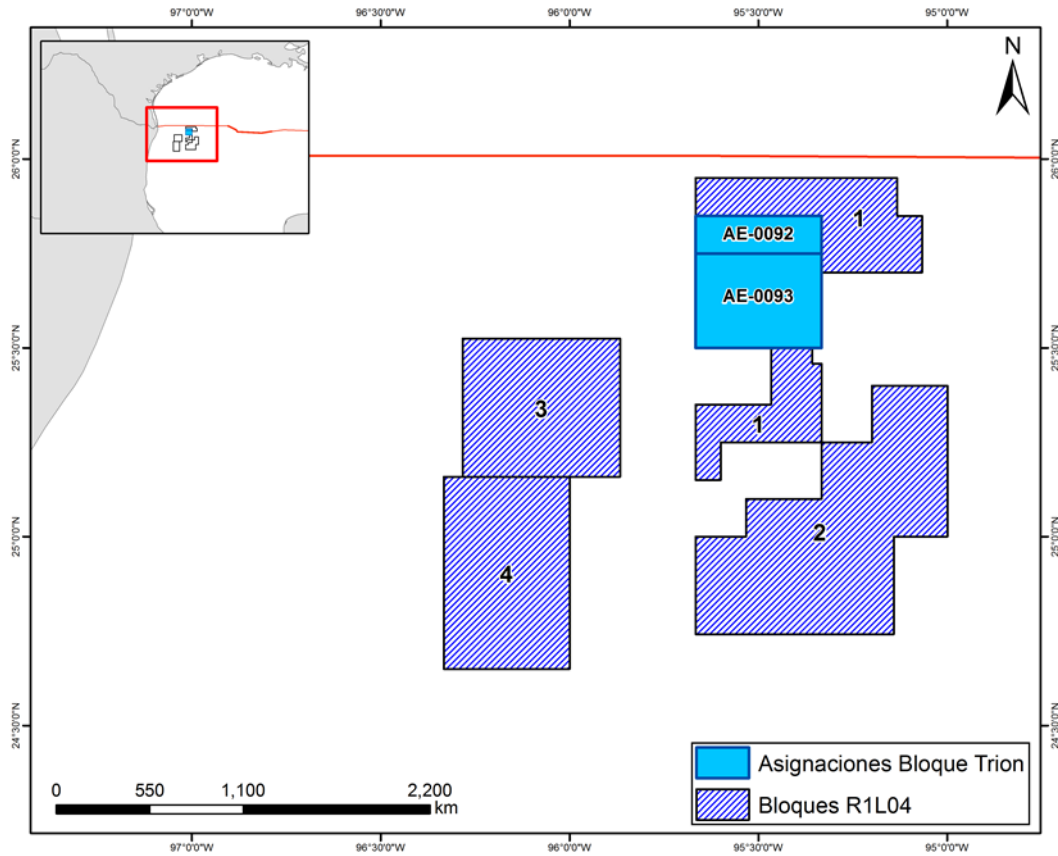 97°0'0"W 96°30'0"W 96°0'0"W 95°30'0"W 95°0'0"W
N
26°0'0"N 26°0'0"N
1
AE-0092
AE-0093
25°30'0"N 25°30'0"N
3
1
2
25°0'0"N 25°0'0"N
4
24°30'0"N 24°30'0"N
Asignaciones Bloque Trion
Bloques R1L04
0 550 1,100 2,200
km
97°0'0"W 96°30'0"W 96°0'0"W 95°30'0"W 95°0'0"W